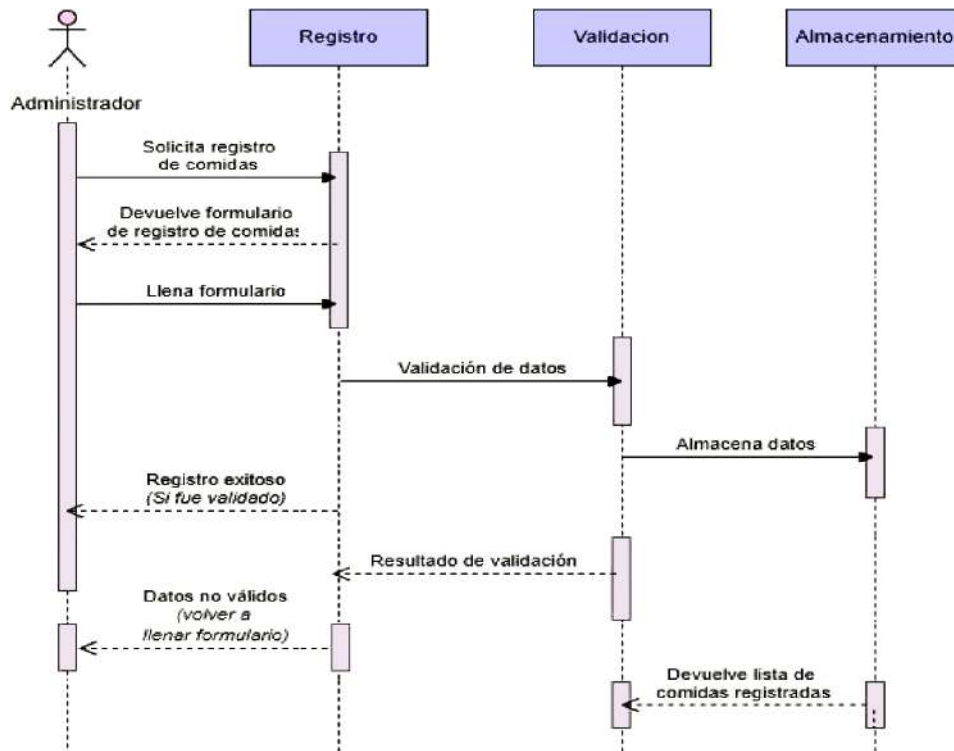 Registro
Validacion
Almacenamiento
Administrador
Solicita registro
de comidas
Devuelve formulario
de registro de comidas
Llena formulario
Validación de datos
Almacena datos
Registro exitoso
(Si fue validado)
Resultado de validación
Datos no válidos
(volver a
llenar formulario)
Devuelve lista de
comidas registradas